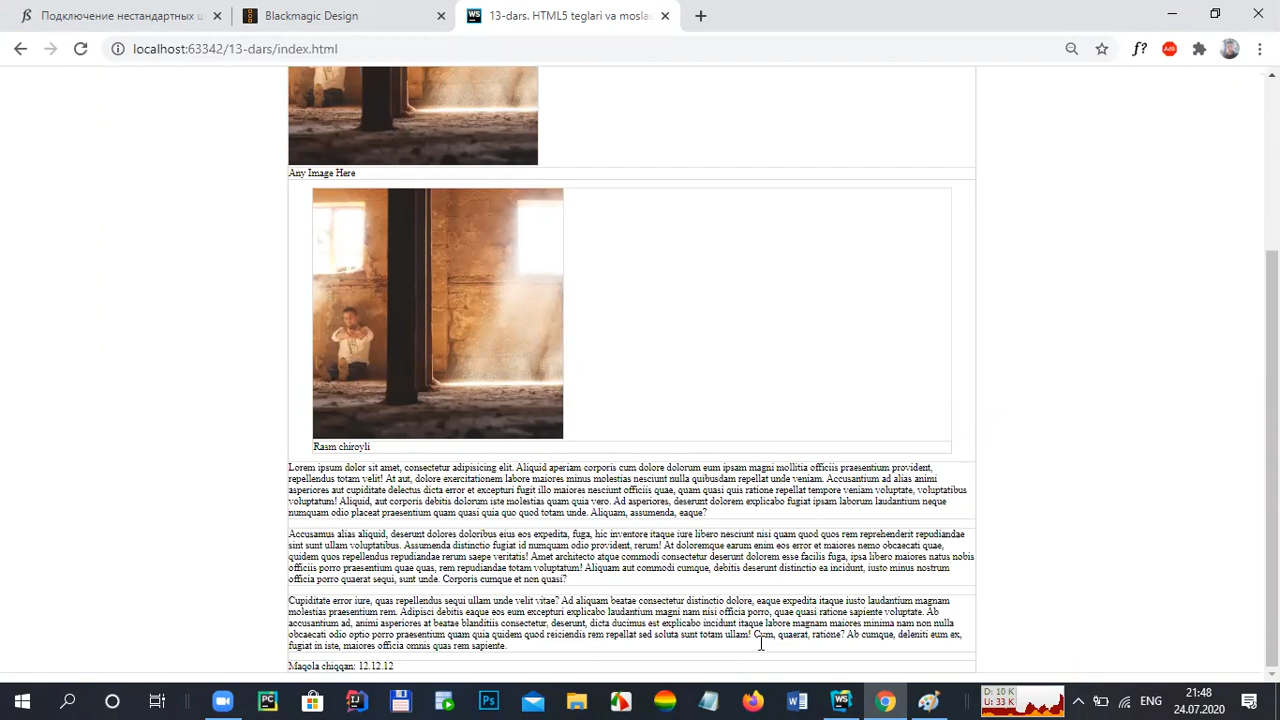 Подключение нестандартных ш
Blackmagic Design
13-dars. HTML5 teglari va moslas
localhost:63342/13-dars/index.html
f?
Any Image Here
Rasm chiroyli
Lorem ipsum dolor sit amet, consectetur adipisicing elit. Aliquid aperiam corporis cum dolore dolorum eum ipsam magni mollitia officiis praesentium provident,
repellendus totam velit! At aut, dolore exercitationem labore maiores minus molestias nesciunt nulla quibusdam repellat unde veniam. Accusantium ad alias animi
asperiores aut cupiditate delectus dicta error et excepturi fugit illo maiores nesciunt officiis quae, quam quasi quis ratione repellat tempore veniam voluptate, voluptatibus
voluptatum! Aliquid, aut corporis debitis dolorum iste molestias quam quia vero. Ad asperiores, deserunt dolorem explicabo fugiat ipsam laborum laudantium neque
numquam odio placeat praesentium quam quasi quia quo quod totam unde. Aliquam, assumenda, eaque?
Accusamus alias aliquid, deserunt dolores doloribus eius eos expedita, fuga, hic inventore itaque iure libero nesciunt nisi quam quod quos rem reprehenderit repudiandae
sint sunt ullam voluptatibus. Assumenda distinctio fugiat id numquam odio provident, rerum! At doloremque earum enim eos error et maiores nemo obcaecati quae,
quidem quos repellendus repudiandae rerum saepe veritatis! Amet architecto atque commodi consectetur deserunt dolorem esse facilis fuga, ipsa libero maiores natus nobis
officiis porro praesentium quae quas, rem repudiandae totam voluptatum! Aliquam aut commodi cumque, debitis deserunt distinctio ea incidunt, iusto minus nostrum
officia porro quaerat sequi, sunt unde. Corporis cumque et non quasi?
Cupiditate error iure, quas repellendus sequi ullam unde velit vitae? Ad aliquam beatae consectetur distinctio dolore, eaque expedita itaque iusto laudantium magnam
molestias praesentium rem. Adipisci debitis eaque eos eum excepturi explicabo laudantium magni nam nisi officia porro, quae quasi ratione sapiente voluptate. Ab
accusantium ad, animi asperiores at beatae blanditiis consectetur, deserunt, dicta ducimus est explicabo incidunt itaque labore magnam maiores minima nam non nulla
obcaecati odio optio porro praesentium quam quia quidem quod reiciendis rem repellat sed soluta sunt totam ullam! Cum, quaerat, ratione? Ab cumque, deleniti eum ex,
fugiat in iste, maiores officia omnis quas rem sapiente.
Maqola chiqqan: 12.12.12
D: 10 K
U: 33 K
ENG
21:48
24.07.2020